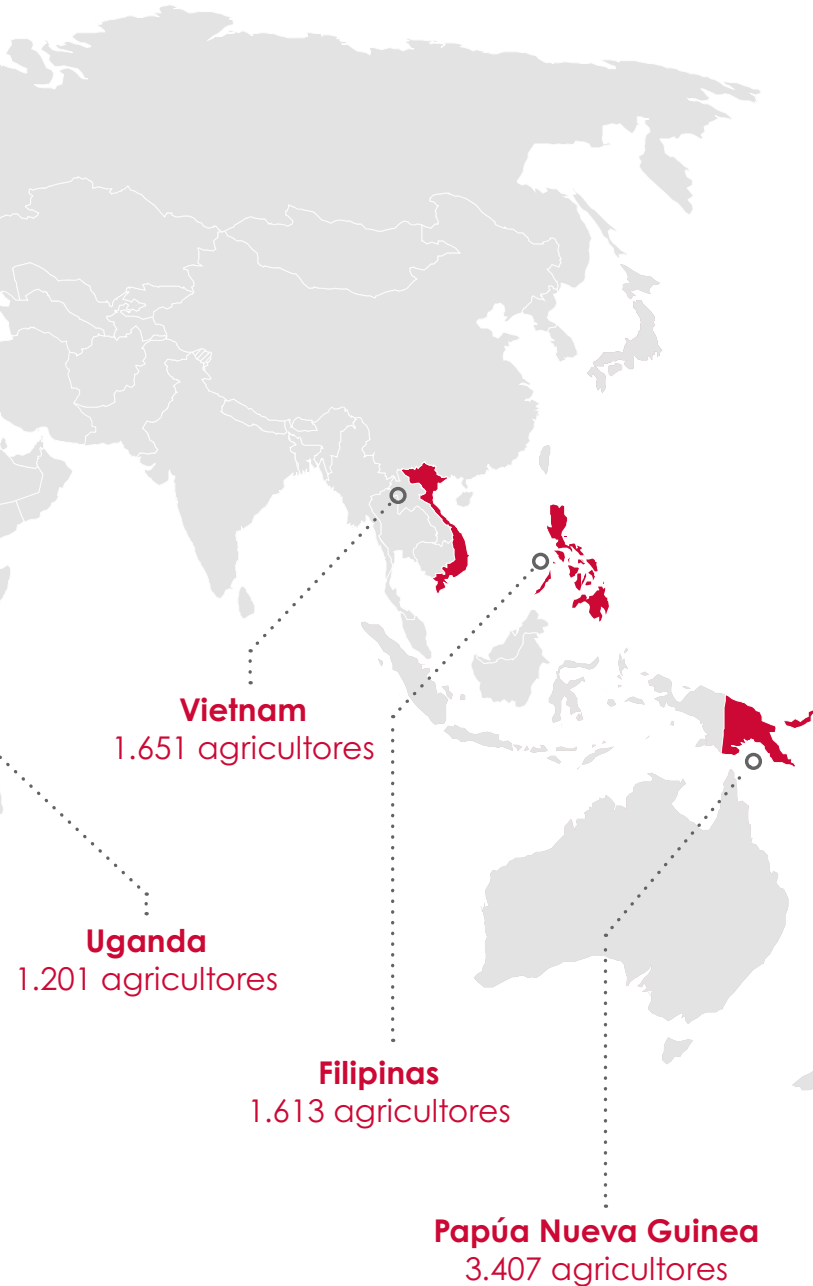 Vietnam
1.651 agricultores
Uganda
1.201 agricultores
Filipinas
1.613 agricultores
Papúa Nueva Guinea
3.407 agricultores